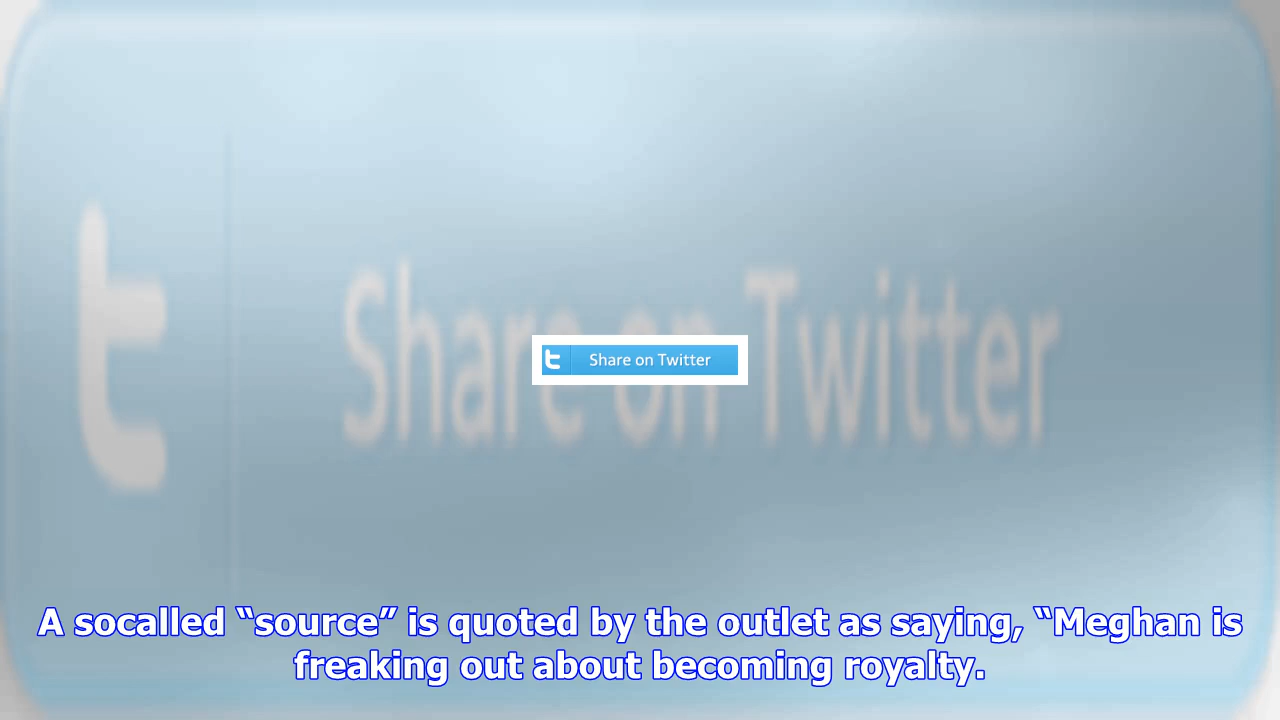 Share on Twitter
Share on Twitter
A socalled “source” is quoted by the outlet as saying, “Meghan is
freaking out about becoming royalty.